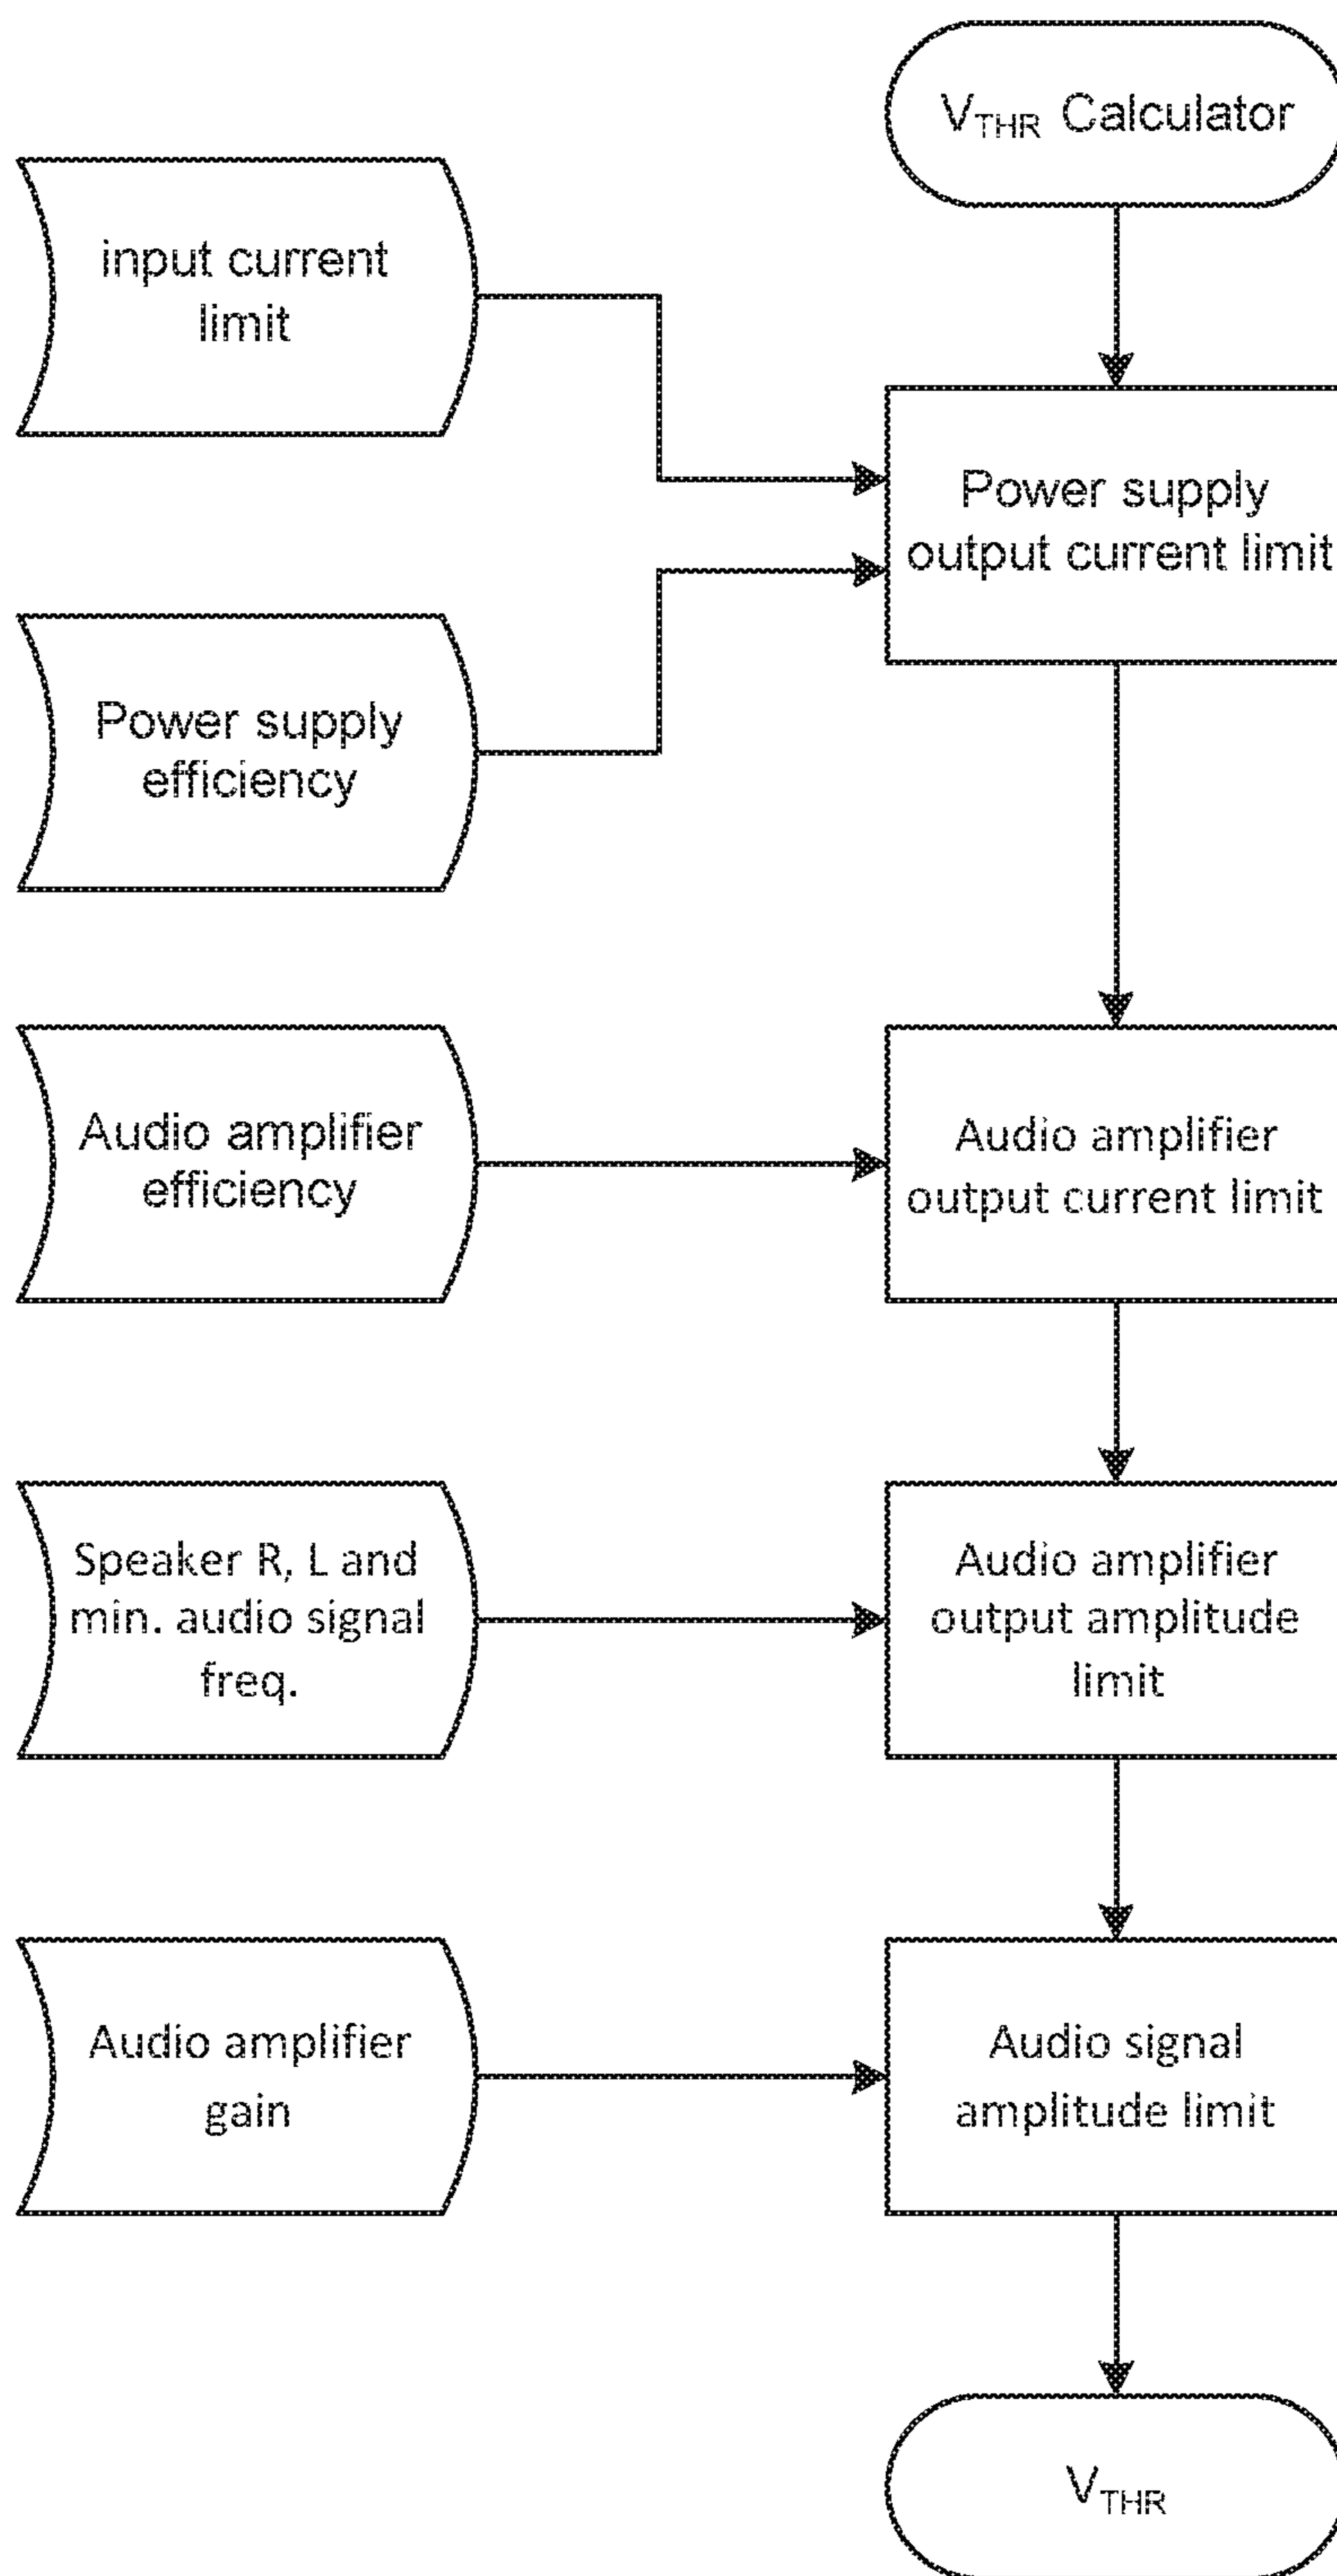 V_THR Calculator
input current
limit
Power supply
output current limit
Power supply
efficiency
Audio amplifier
efficiency
Audio amplifier
output current limit
Speaker R, L and
min. audio signal
freq.
Audio amplifier
output amplitude
limit
Audio amplifier
gain
Audio signal
amplitude limit
V_THR